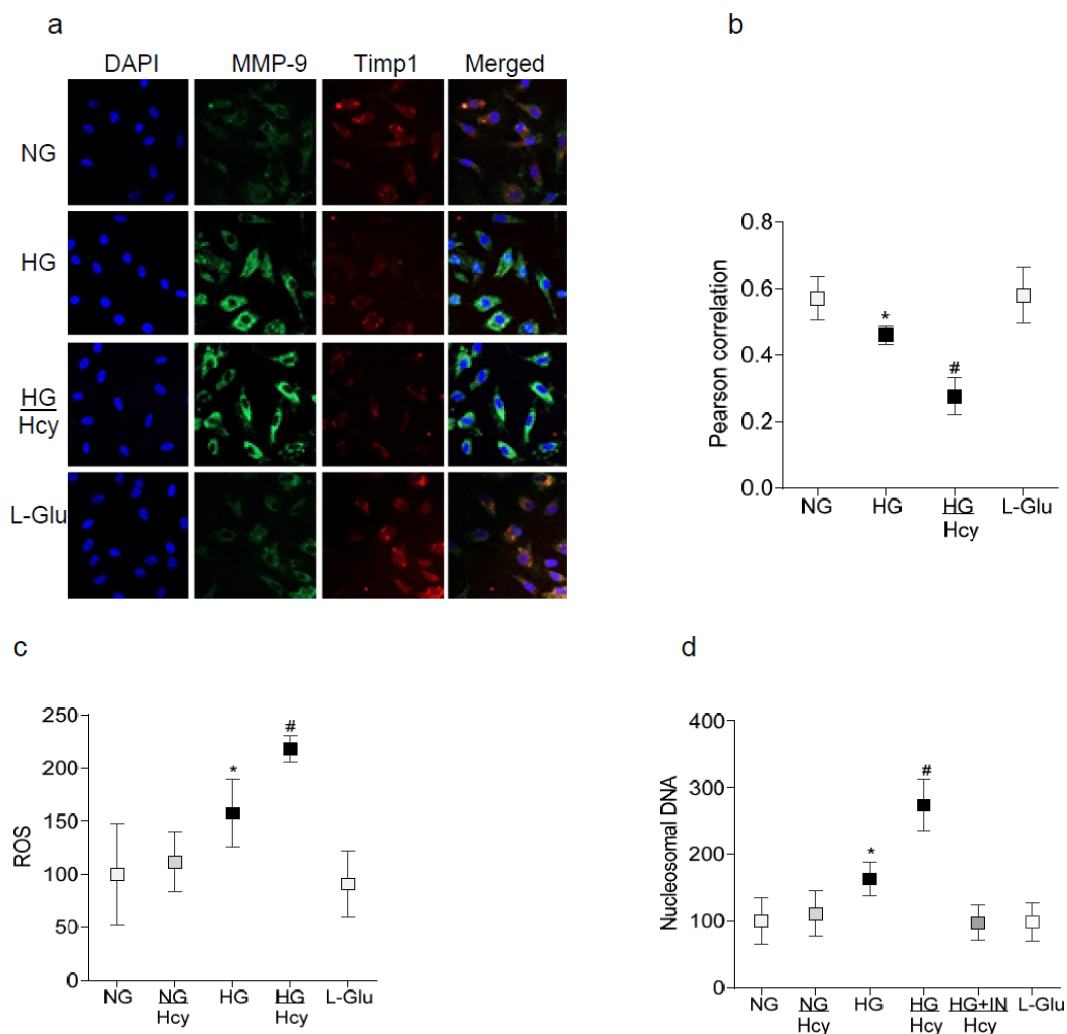 a
DAPI MMP-9 Timp1 Merged
NG
HG
HG
Hcy
L-Glu
b
Pearson correlation
0.8
0.6
0.4
0.2
0.0
*
#
NG HG HG L-Glu
Hcy
c
ROS
250
200
150
100
50
0
*
#
NG NG HG HG L-Glu
Hcy Hcy
d
Nucleosomal DNA
400
300
200
100
0
*
#
NG NG HG HG HG+IN L-Glu
Hcy Hcy Hcy